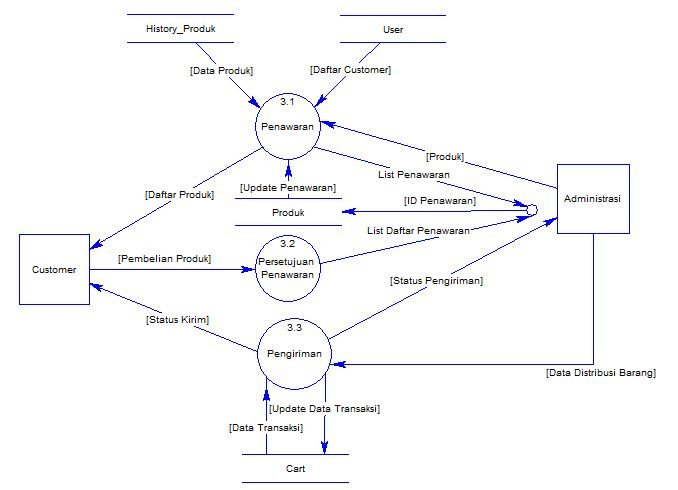 History_Produk
User
[Data Produk]
[Daftar Customer]
3.1
Penawaran
[Produk]
List Penawaran
[Update Penawaran]
[Daftar Produk]
Administrasi
[ID Penawaran]
Produk
List Daftar Penawaran
3.2
Persetujuan
Penawaran
[Pembelian Produk]
Customer
[Status Pengiriman]
[Status Kirim]
3.3
Pengiriman
[Data Distribusi Barang]
[Update Data Transaksi]
[Data Transaksi]
Cart